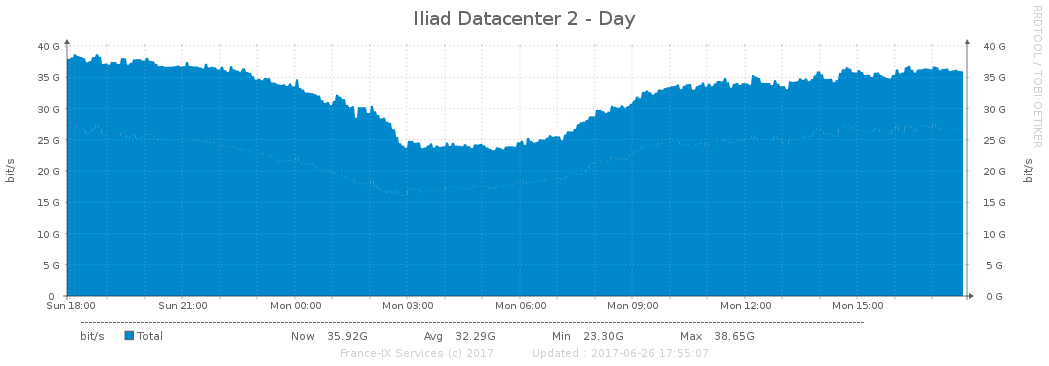 Iliad Datacenter 2 - Day
RRDTOOL / TOBI OETIKER
40 G 40 G
35 G 35 G
30 G 30 G
25 G 25 G
20 G 20 G
15 G 15 G
10 G 10 G
5 G 5 G
0 0 G
bit/s bit/s
Sun 18:00 Sun 21:00 Mon 00:00 Mon 03:00 Mon 06:00 Mon 09:00 Mon 12:00 Mon 15:00
bit/s Total Now 35.92G Avg 32.29G Min 23.30G Max 38.65G
France-IX Services (c) 2017 Updated : 2017-06-26 17:55:07